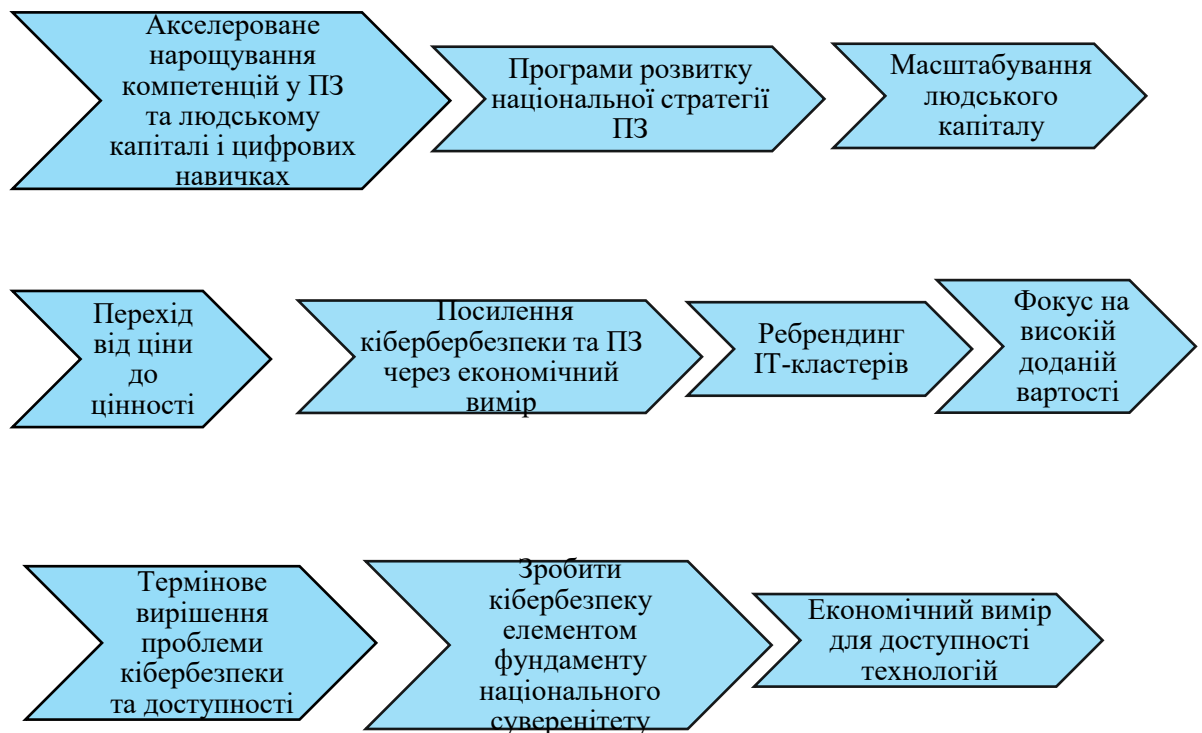 Акселероване
нарощування
компетенцій у ПЗ
та людському
капіталі і цифрових
навичках
Програми розвитку
національної стратегії
ПЗ
Масштабування
людського
капіталу
Перехід
від ціни
до
цінності
Посилення
кібербербезпеки та ПЗ
через економічний
вимір
Ребрендинг
ІТ-кластерів
Фокус на
високій
доданій
вартості
Термінове
вирішення
проблеми
кібербезпеки
та доступності
Зробити
кібербезпеку
елементом
фундаменту
національного
суверенітету
Економічний вимір
для доступності
технологій